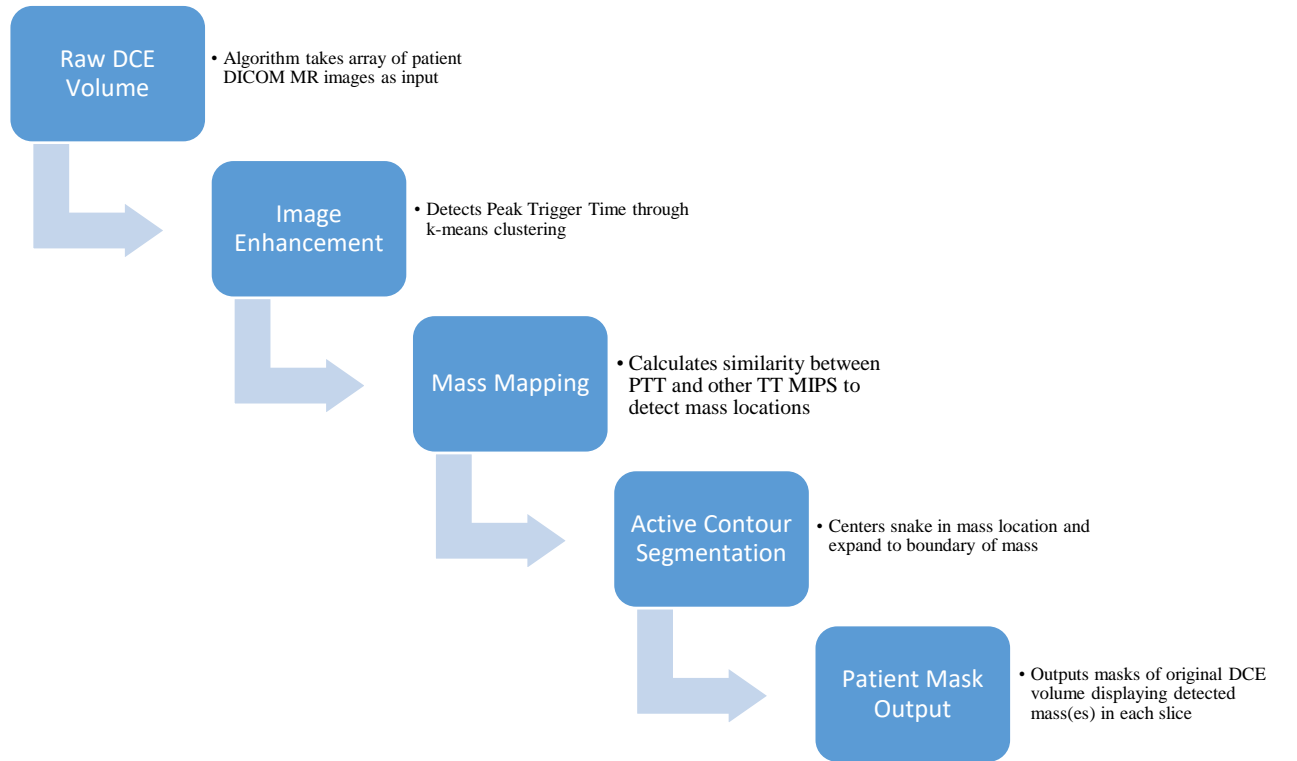 Raw DCE
Volume
• Algorithm takes array of patient
DICOM MR images as input
Image
Enhancement
• Detects Peak Trigger Time through
k-means clustering
Mass Mapping
• Calculates similarity between
PTT and other TT MIPS to
detect mass locations
Active Contour
Segmentation
• Centers snake in mass location and
expand to boundary of mass
Patient Mask
Output
• Outputs masks of original DCE
volume displaying detected
mass(es) in each slice